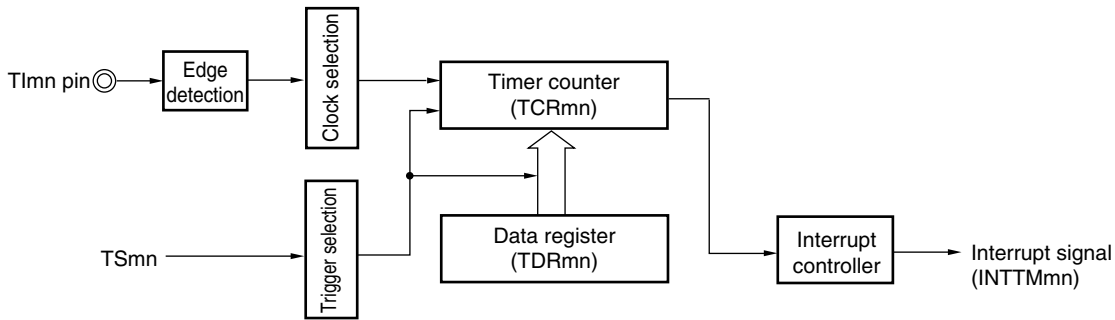 TImn pin
Edge
detection
Clock selection
Timer counter
(TCRmn)
TSmn
Trigger selection
Data register
(TDRmn)
Interrupt
controller
Interrupt signal
(INTTMmn)